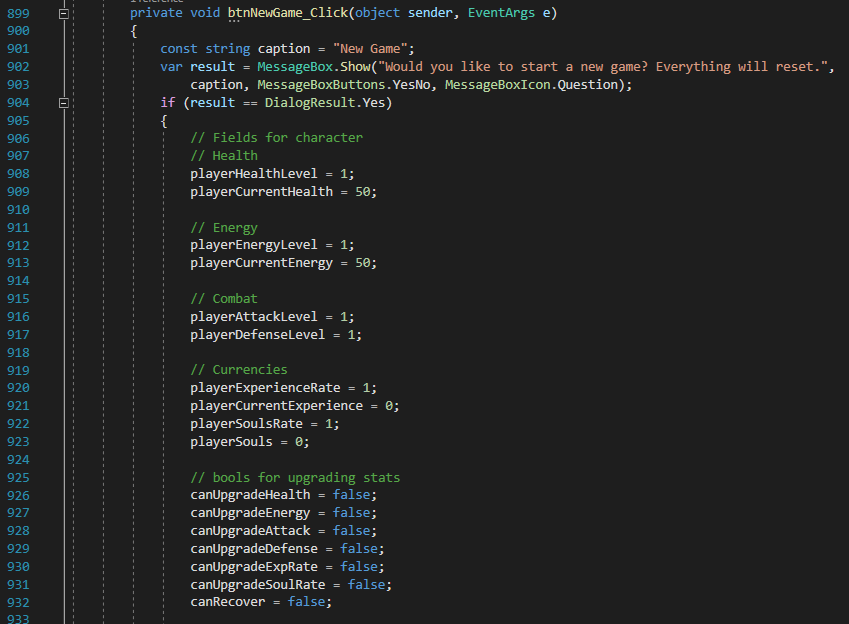 1 reference
899 private void btnNewGame_Click(object sender, EventArgs e)
900 {
901 const string caption = "New Game";
902 var result = MessageBox.Show("Would you like to start a new game? Everything will reset.",
903 caption, MessageBoxButtons.YesNo, MessageBoxIcon.Question);
904 if (result == DialogResult.Yes)
905 {
906 // Fields for character
907 // Health
908 playerHealthLevel = 1;
909 playerCurrentHealth = 50;
910
911 // Energy
912 playerEnergyLevel = 1;
913 playerCurrentEnergy = 50;
914
915 // Combat
916 playerAttackLevel = 1;
917 playerDefenseLevel = 1;
918
919 // Currencies
920 playerExperienceRate = 1;
921 playerCurrentExperience = 0;
922 playerSoulsRate = 1;
923 playerSouls = 0;
924
925 // bools for upgrading stats
926 canUpgradeHealth = false;
927 canUpgradeEnergy = false;
928 canUpgradeAttack = false;
929 canUpgradeDefense = false;
930 canUpgradeExpRate = false;
931 canUpgradeSoulRate = false;
932 canRecover = false;
933